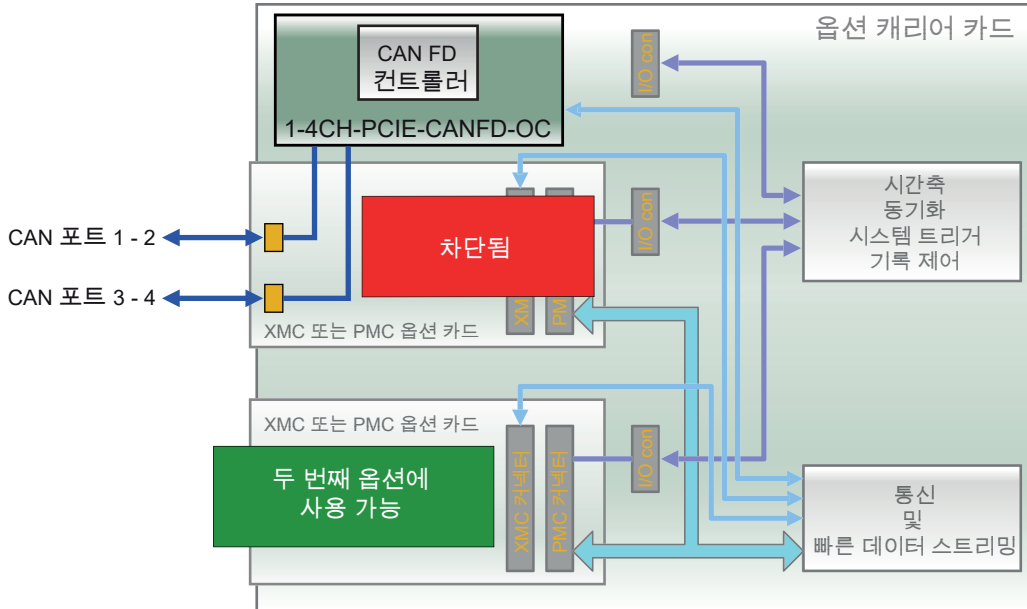 옵션 캐리어 카드
CAN FD
컨트롤러
1-4CH-PCIE-CANFD-OC
I/O con
CAN 포트 1 - 2
CAN 포트 3 - 4
차단됨
XM
PM
I/O con
XMC 또는 PMC 옵션 카드
시간축
동기화
시스템 트리거
기록 제어
XMC 또는 PMC 옵션 카드
두 번째 옵션에
사용 가능
XMC 커넥터
PMC 커넥터
I/O con
통신
및
빠른 데이터 스트리밍